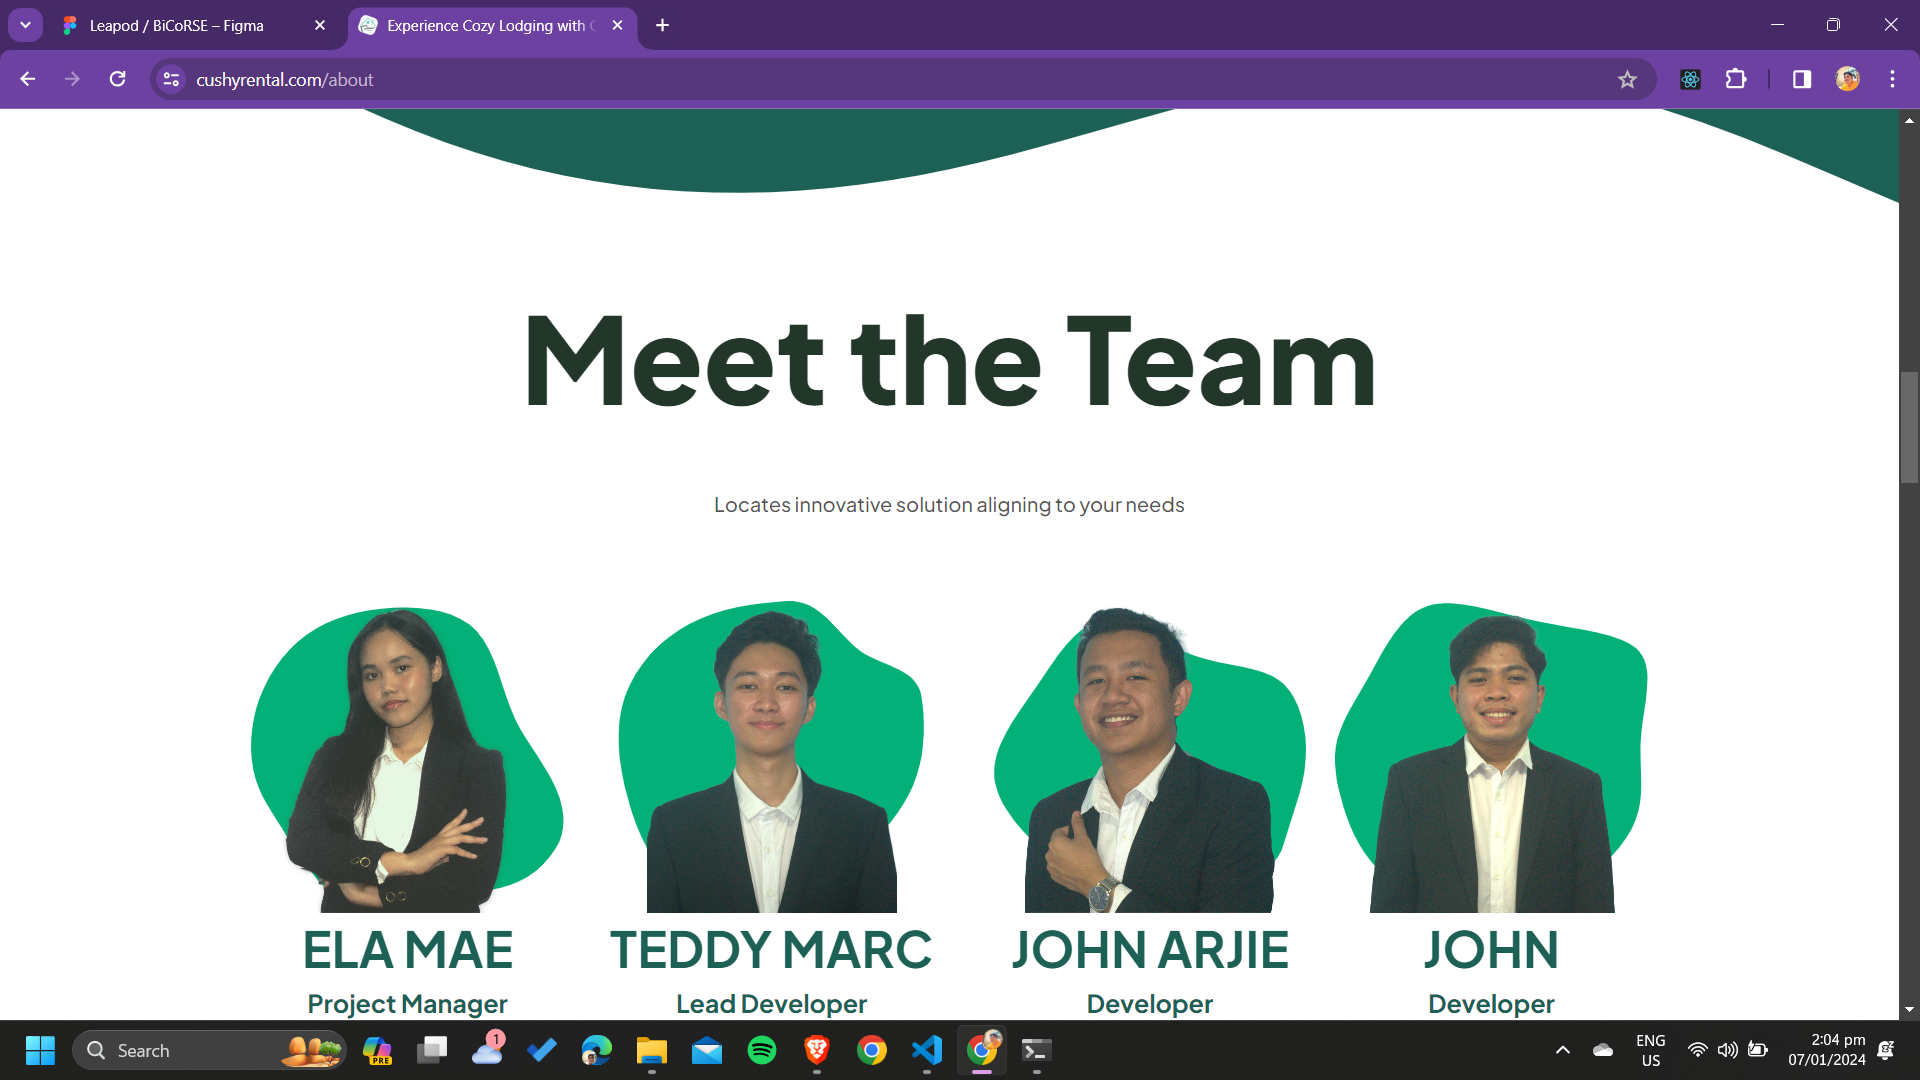 Leapod / BiCoRSE – Figma
Experience Cozy Lodging with
cushyrental.com/about
Meet the Team
Locates innovative solution aligning to your needs
ELA MAE
TEDDY MARC
JOHN ARJIE
JOHN
Project Manager
Lead Developer
Developer
Developer
Search
PRE
1
ENG
US
2:04 pm
07/01/2024